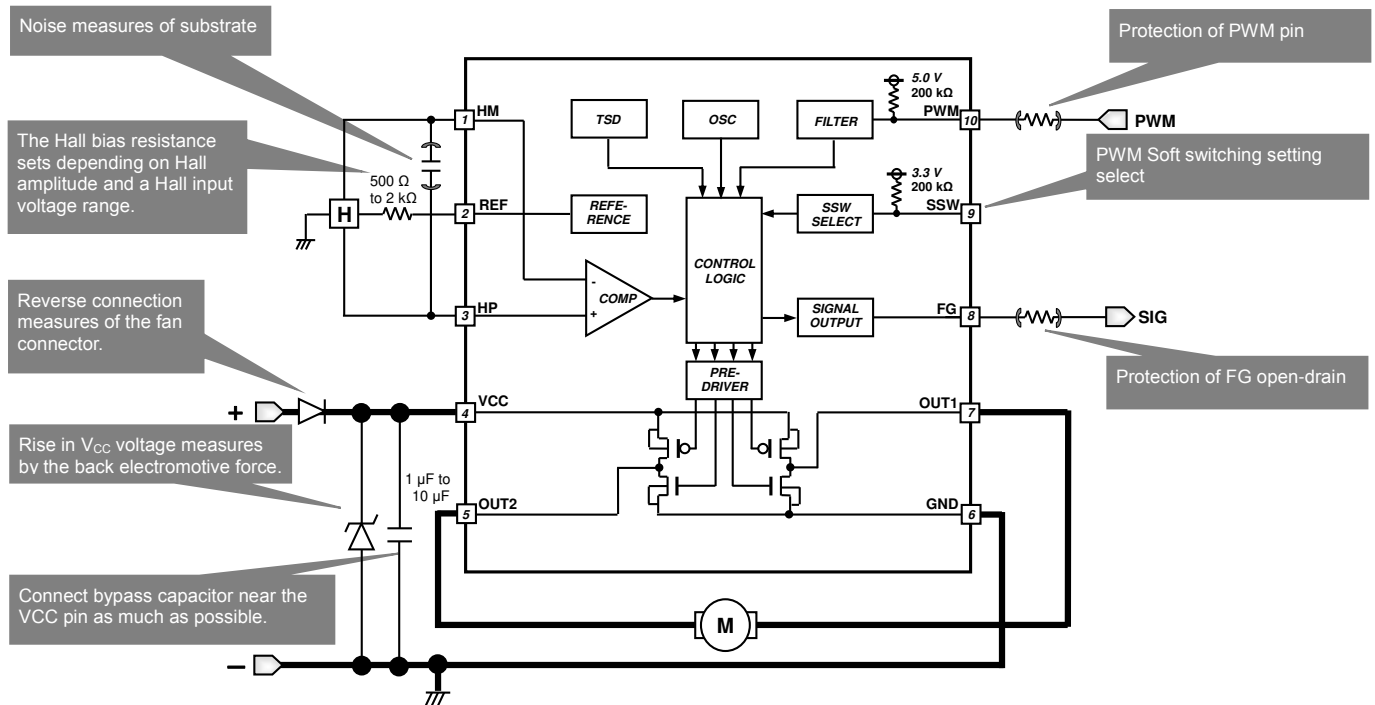 Noise measures of substrate
The Hall bias resistance
sets depending on Hall
amplitude and a Hall input
voltage range.
500 Ω
to 2 kΩ
H
Reverse connection
measures of the fan
connector.
+
Rise in VCC voltage measures
by the back electromotive force.
1 µF to
10 µF
Connect bypass capacitor near the
VCC pin as much as possible.
–
1
HM
2
REF
3
HP
4
VCC
5
OUT2
TSD
OSC
FILTER
5.0 V
200 kΩ
PWM
10
PWM
Protection of PWM pin
REFE-
RENCE
CONTROL
LOGIC
SSW
SELECT
3.3 V
200 kΩ
SSW
9
PWM Soft switching setting
select
-
+
COMP
SIGNAL
OUTPUT
FG
8
SIG
Protection of FG open-drain
PRE-
DRIVER
OUT1
7
GND
6
M